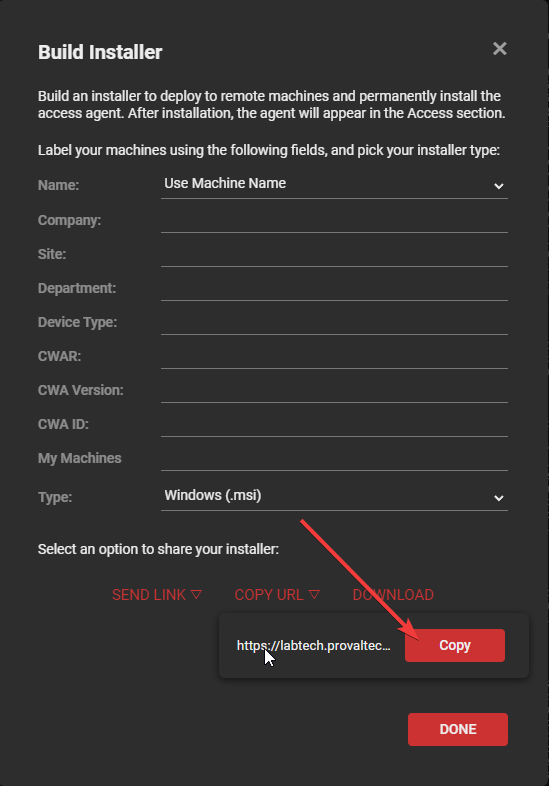 Build Installer
Build an installer to deploy to remote machines and permanently install the
access agent. After installation, the agent will appear in the Access section.
Label your machines using the following fields, and pick your installer type:
Name: Use Machine Name
Company:
Site:
Department:
Device Type:
CWAR:
CWA Version:
CWA ID:
My Machines
Type: Windows (.msi)
Select an option to share your installer:
SEND LINK ▽ COPY URL ▽ DOWNLOAD
https://labtech.provaltec... Copy
DONE